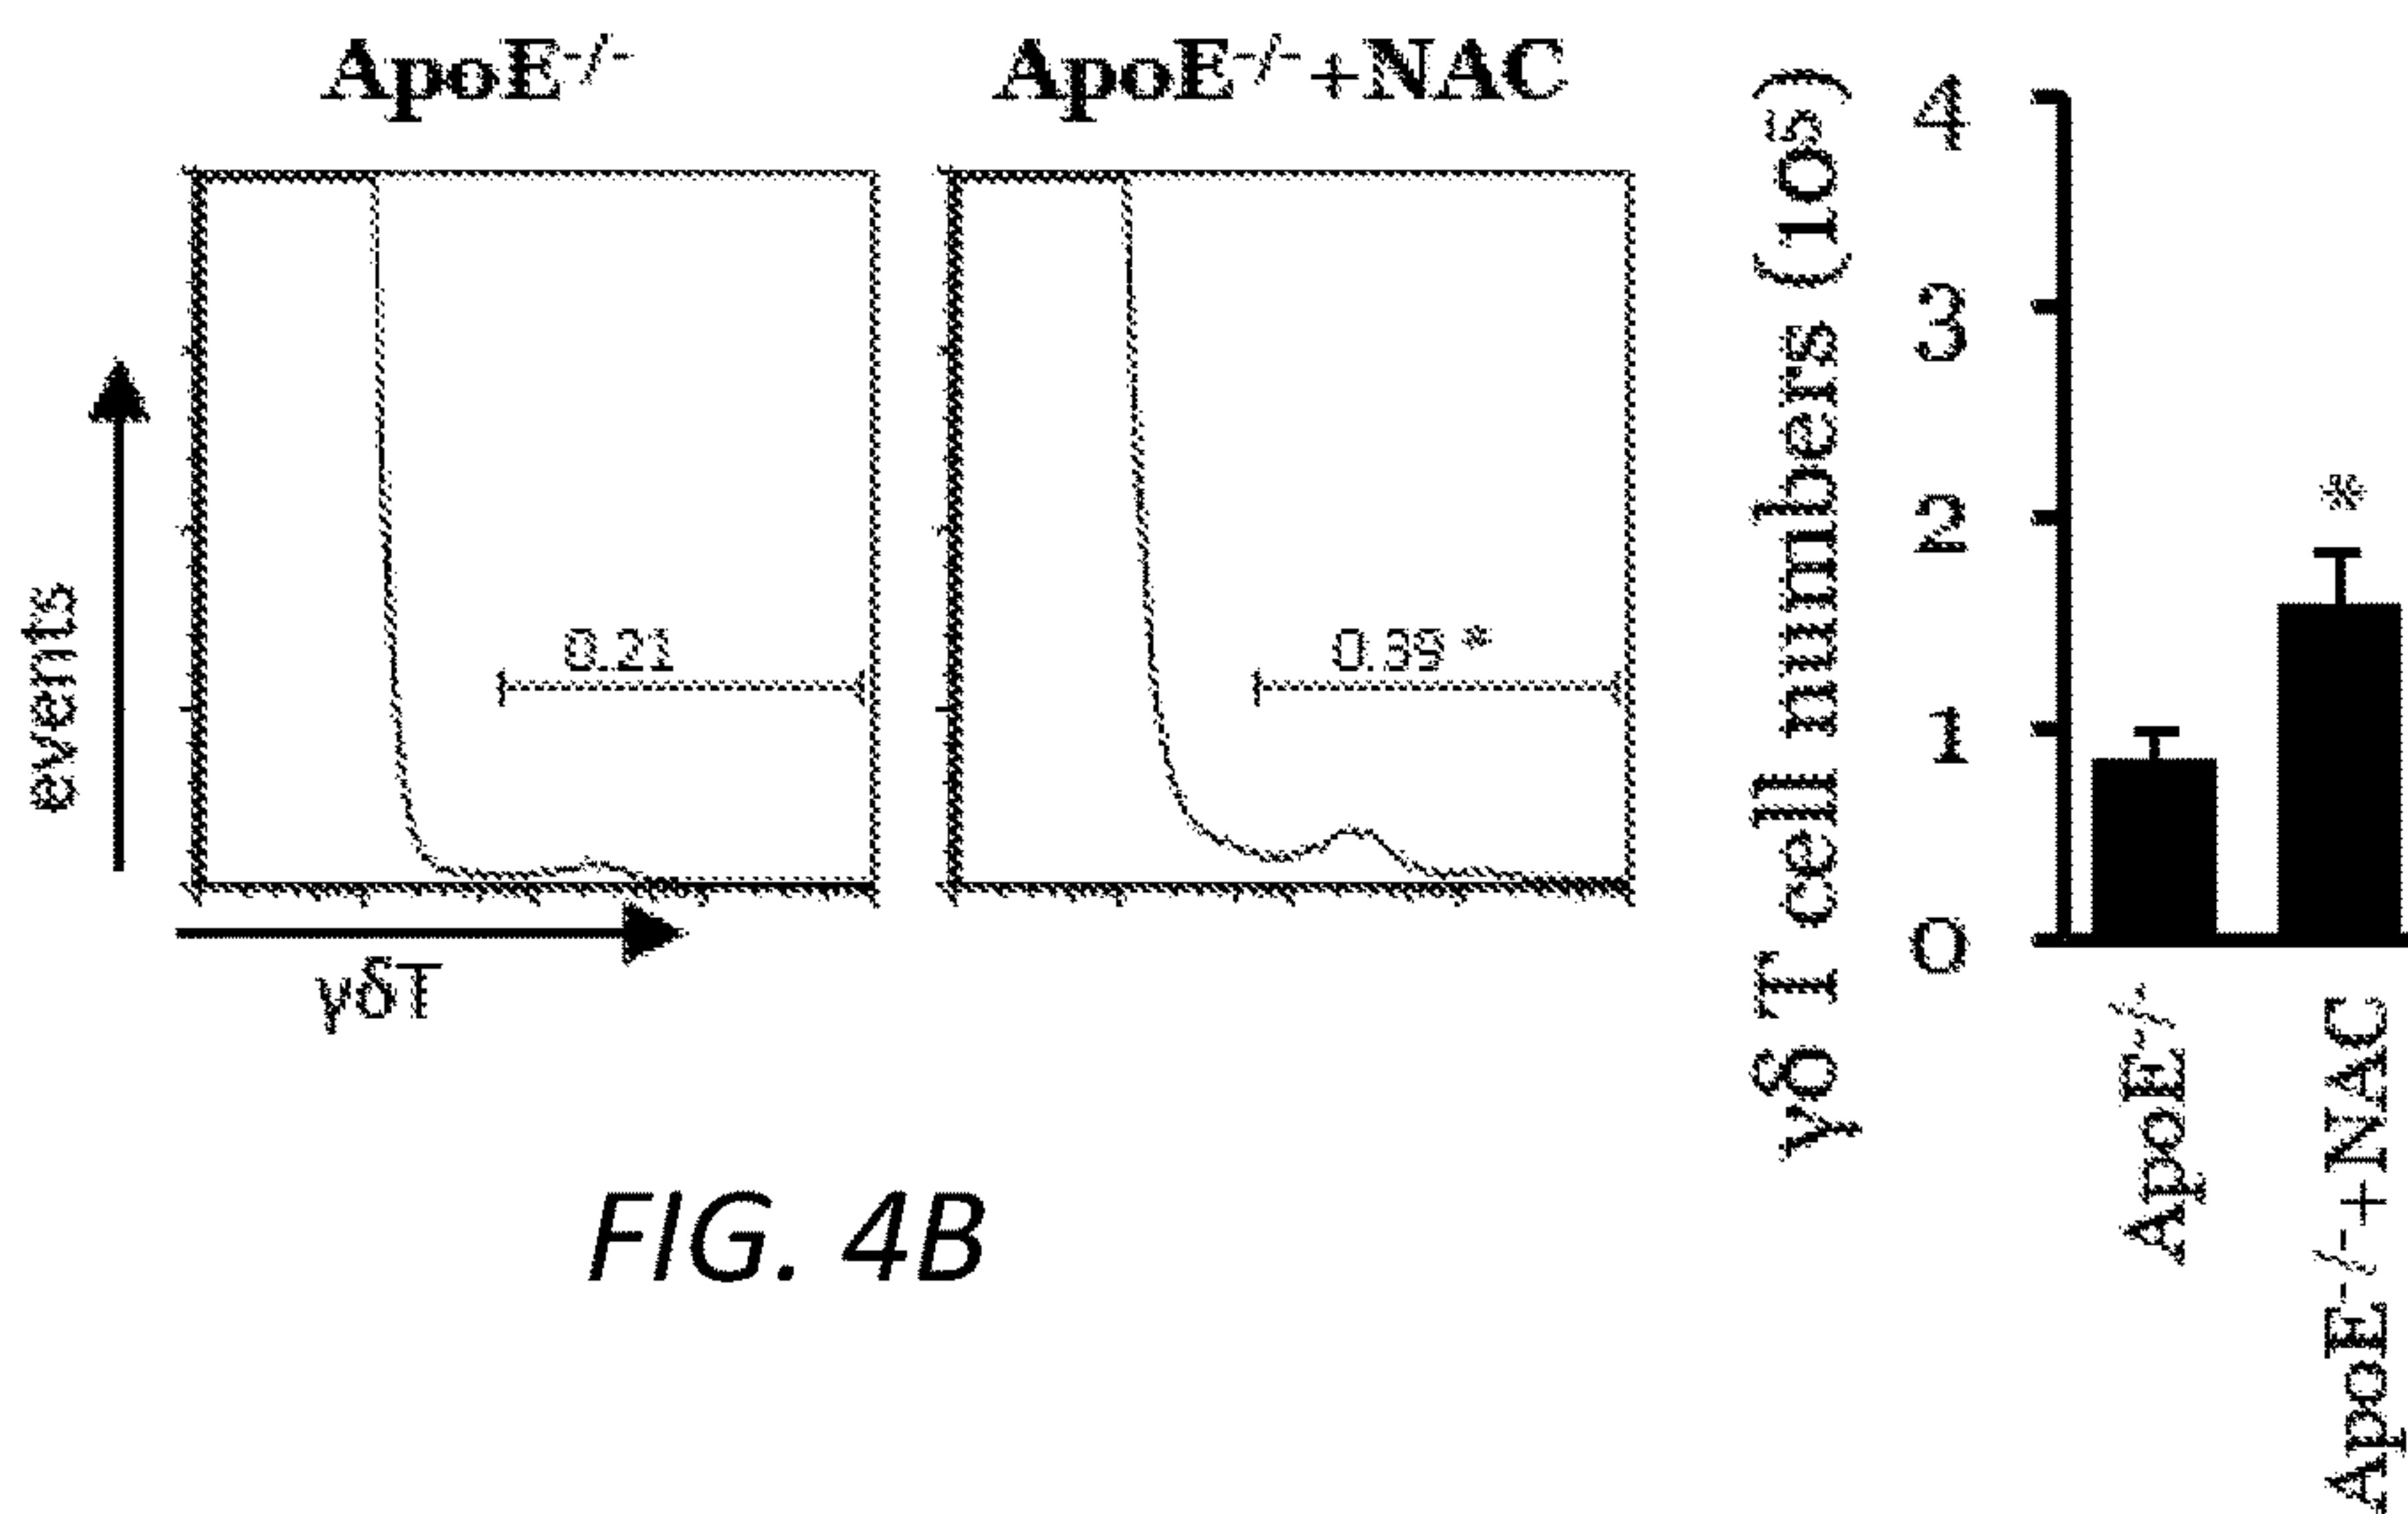 ApoE⁻/⁻
ApoE⁻/⁻+NAC
events
0.21
0.39 *
γδT
γδ T cell numbers (10⁵)
4
3
2
1
0
*
ApoE⁻/⁻
ApoE⁻/⁻+NAC
FIG. 4B